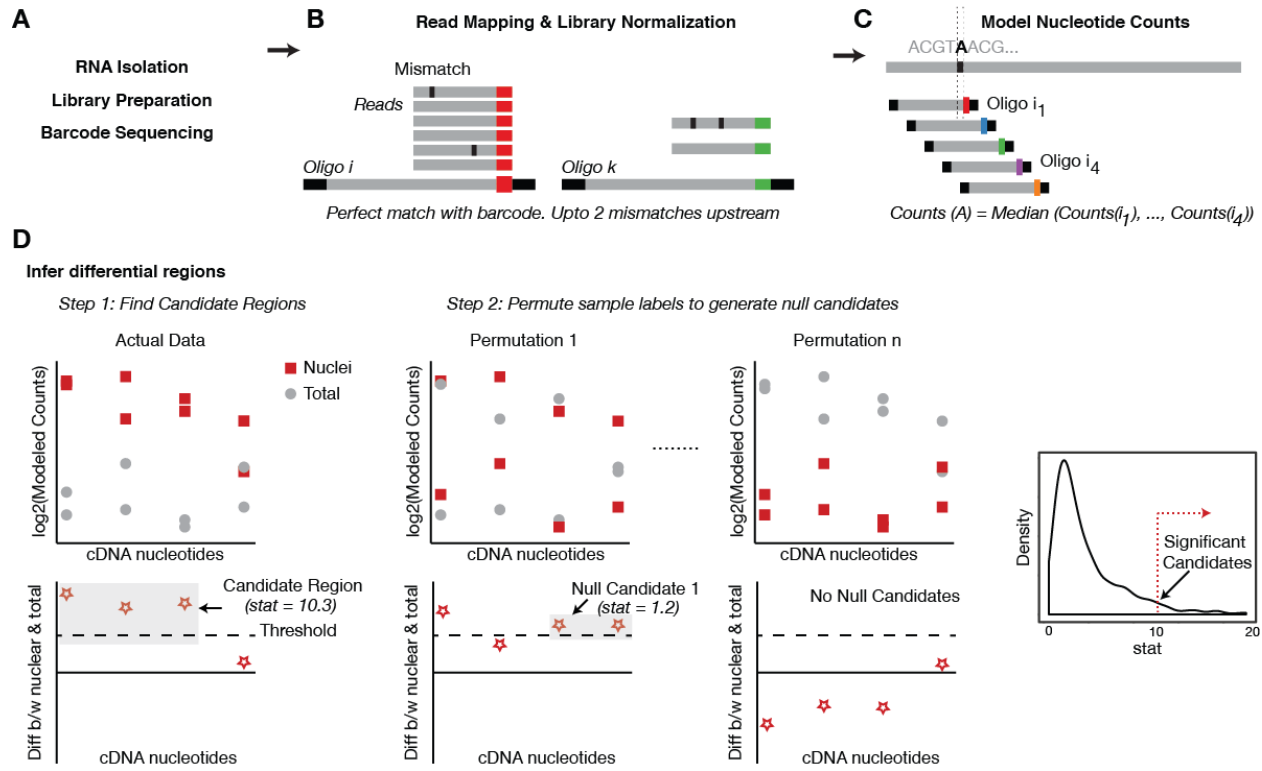 A
RNA Isolation
Library Preparation
Barcode Sequencing
B
Read Mapping & Library Normalization
Mismatch
Reads
Oligo i
Oligo k
Perfect match with barcode. Upto 2 mismatches upstream
C
Model Nucleotide Counts
ACGTAACG...
Oligo i1
Oligo i4
Counts (A) = Median (Counts(i1), ..., Counts(i4))
D
Infer differential regions
Step 1: Find Candidate Regions
Step 2: Permute sample labels to generate null candidates
Actual Data
Nuclei
Total
log2(Modeled Counts)
cDNA nucleotides
Permutation 1
log2(Modeled Counts)
cDNA nucleotides
Permutation n
log2(Modeled Counts)
cDNA nucleotides
Candidate Region
(stat = 10.3)
Threshold
Diff b/w nuclear & total
cDNA nucleotides
Null Candidate 1
(stat = 1.2)
Diff b/w nuclear & total
cDNA nucleotides
No Null Candidates
Diff b/w nuclear & total
cDNA nucleotides
Density
Significant
Candidates
0
10
20
stat